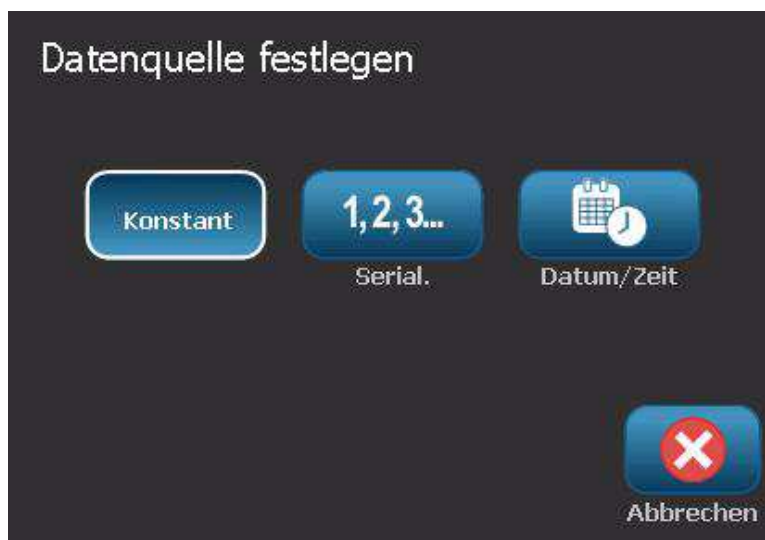 Datenquelle festlegen
Konstant
1, 2, 3...
Serial.
Datum/Zeit
Abbrechen